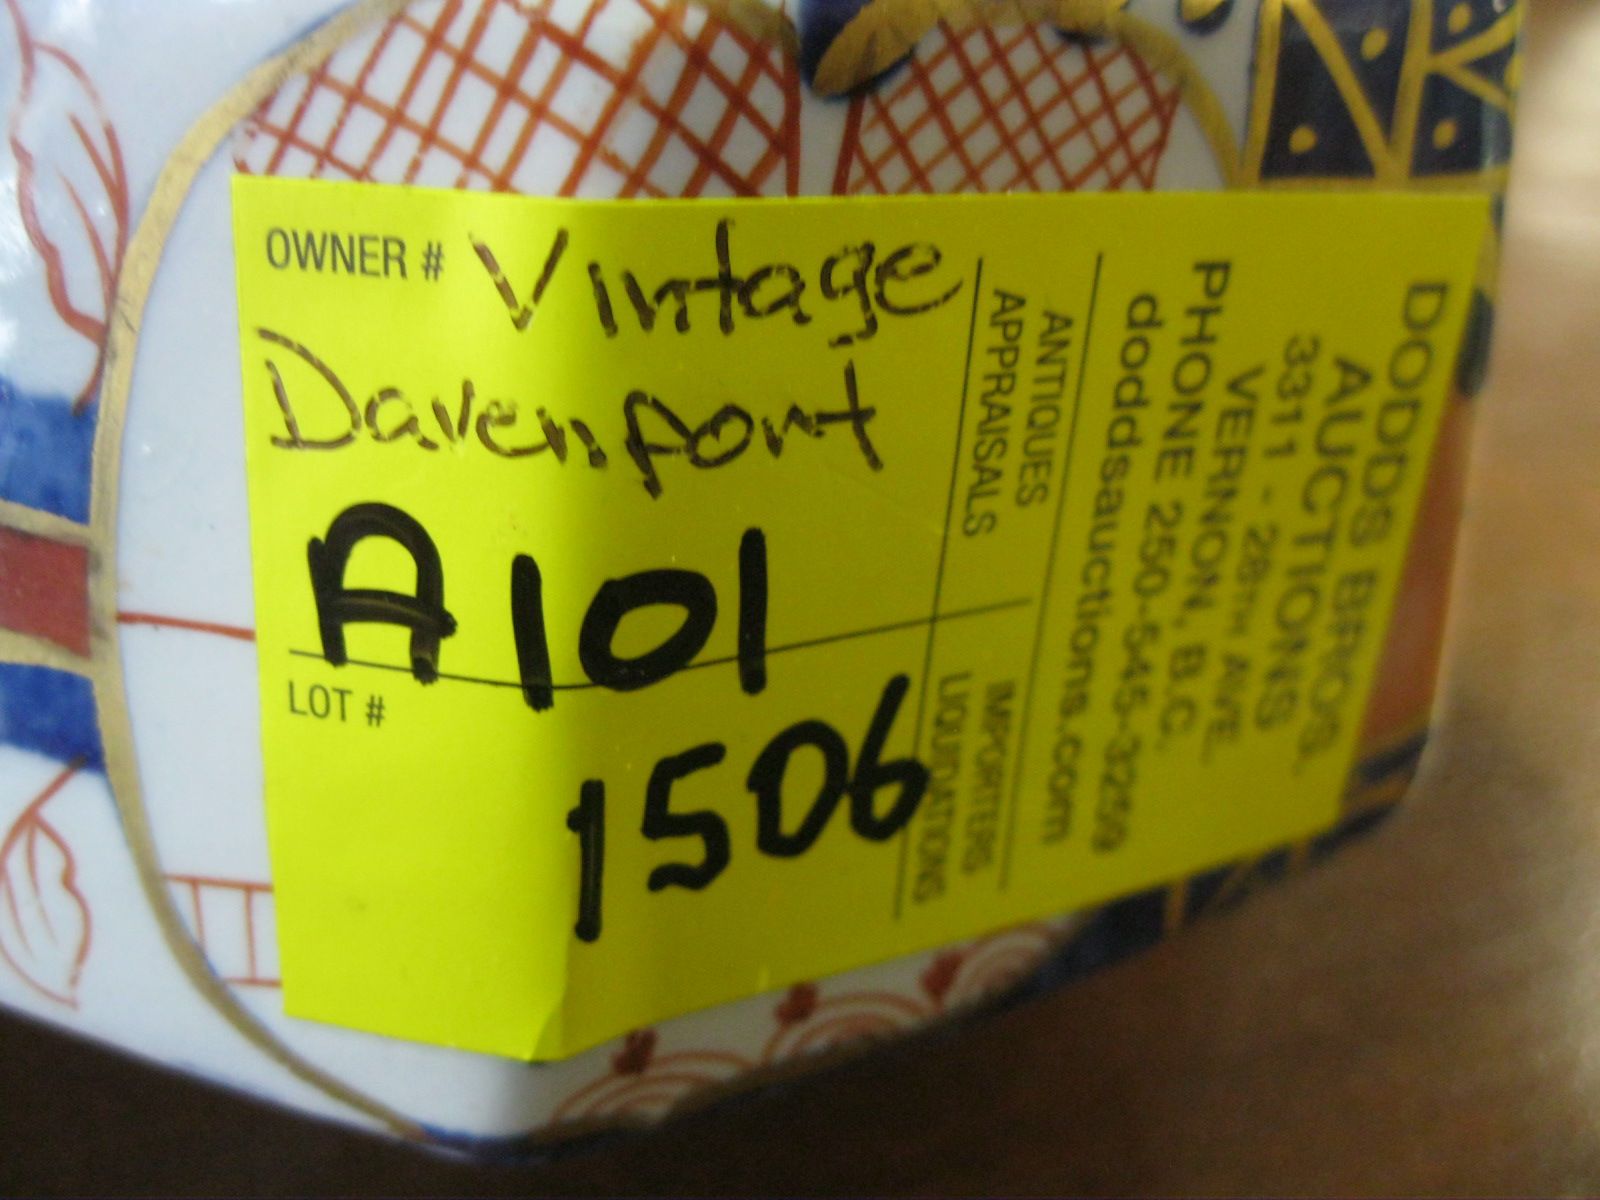 OWNER # Vintage
Davenport
A101
LOT #
1506
DODDS BROS.
AUCTIONS
3311 - 28TH AVE.
VERNON, B.C.
PHONE 250-545-3259
doddsauctions.com
ANTIQUES IMPORTERS
APPRAISALS LIQUIDATIONS